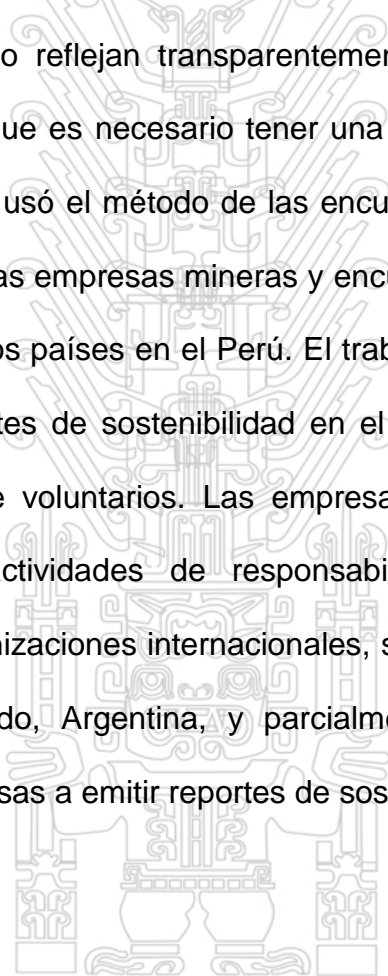 o reflejan transparentemen
ue es necesario tener una
usó el método de las encu
as empresas mineras y encu
os países en el Perú. El trab
tes de sostenibilidad en el
e voluntarios. Las empresa
ctividades de responsabi
nizaciones internacionales, s
do, Argentina, y parcialme
sas a emitir reportes de sos